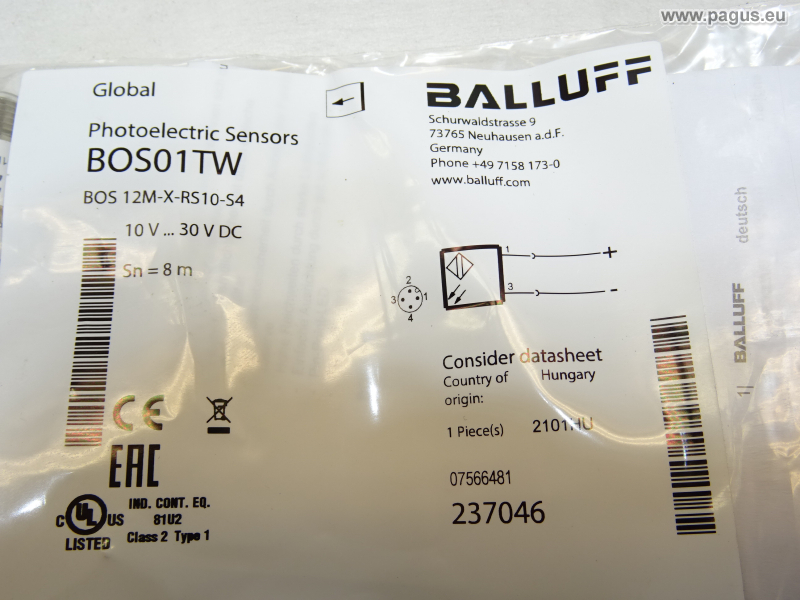 www.pagus.eu
Global
Photoelectric Sensors
BOS01TW
BOS 12M-X-RS10-S4
10 V ... 30 V DC
Sn = 8 m
CE
EAC
C UL US
LISTED
IND. CONT. EQ.
81U2
Class 2 Type 1
BALLUFF
Schurwaldstrasse 9
73765 Neuhausen a.d.F.
Germany
Phone +49 7158 173-0
www.balluff.com
1 +
3 -
2
3 1
4
Consider datasheet
Country of origin: Hungary
1 Piece(s) 2101HU
07566481
237046
1| BALLUFF deutsch